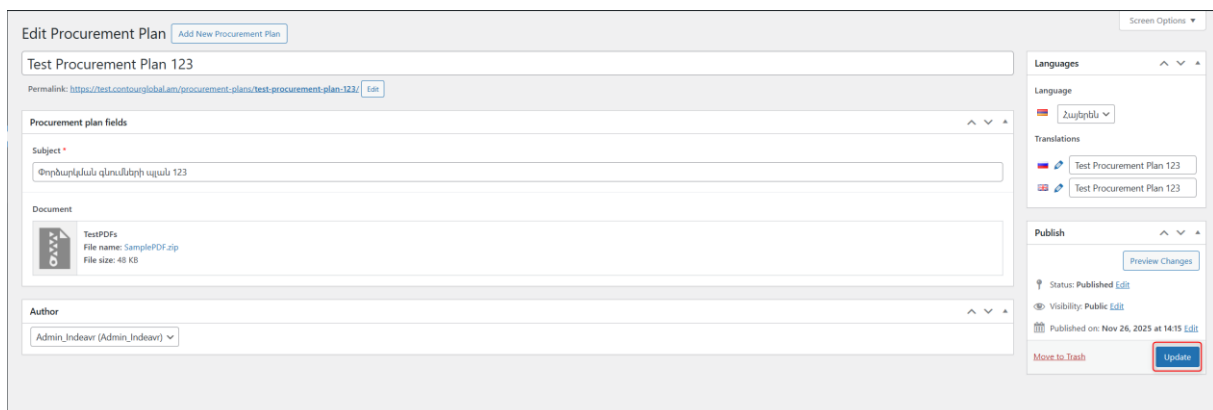 Screen Options ▼
Edit Procurement Plan Add New Procurement Plan
Test Procurement Plan 123
Permalink: https://test.contourglobal.am/procurement-plans/test-procurement-plan-123/ Edit
Procurement plan fields
Subject *
Փորձարկման գնումների պլան 123
Document
TestPDFs
File name: SamplePDF.zip
File size: 48 KB
Author
Admin_Indeavr (Admin_Indeavr)
Languages
Language
Հայերեն
Translations
Test Procurement Plan 123
Test Procurement Plan 123
Publish
Preview Changes
Status: Published Edit
Visibility: Public Edit
Published on: Nov 26, 2025 at 14:15 Edit
Move to Trash
Update